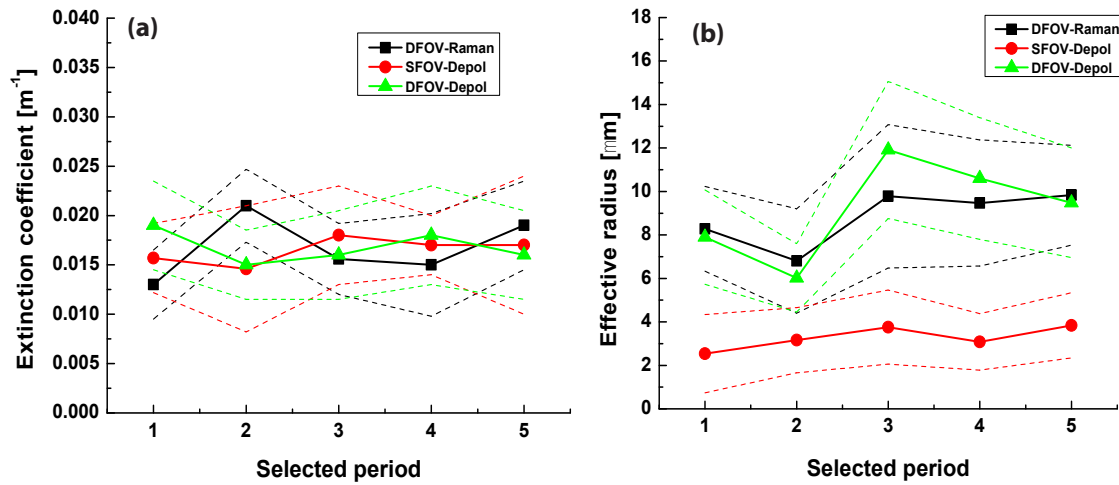 (a)
DFOV-Raman
SFOV-Depol
DFOV-Depol
Extinction coefficient [m⁻¹]
0.040
0.035
0.030
0.025
0.020
0.015
0.010
0.005
0.000
1 2 3 4 5
Selected period
(b)
DFOV-Raman
SFOV-Depol
DFOV-Depol
Effective radius [mm]
18
16
14
12
10
8
6
4
2
0
1 2 3 4 5
Selected period